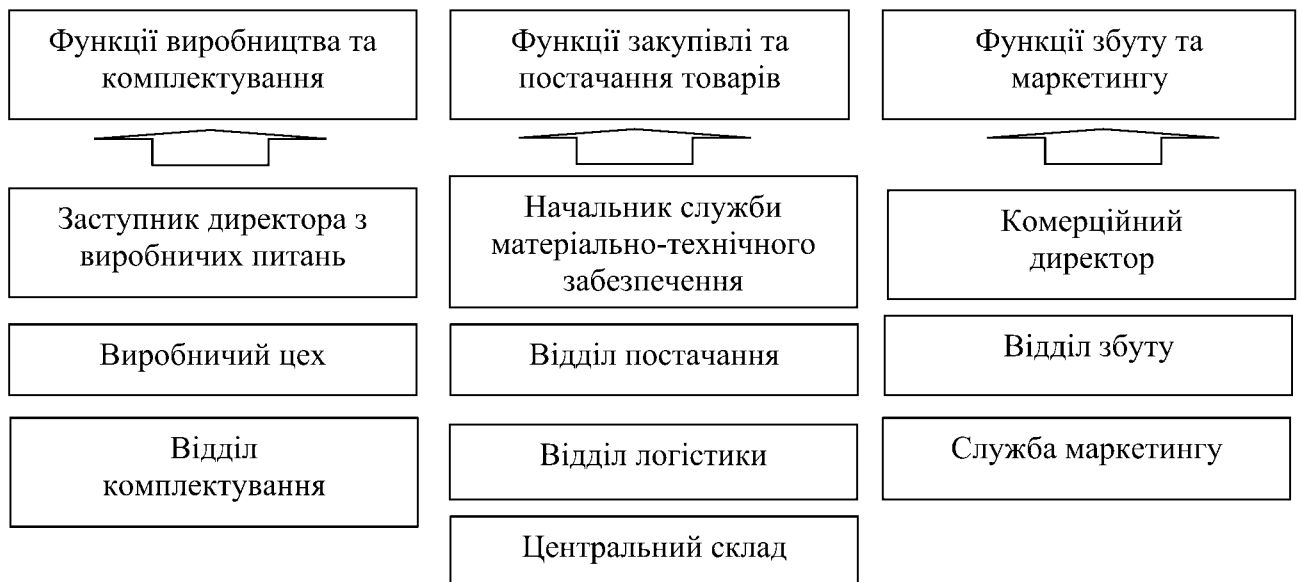 Функції виробництва та
комплектування
Функції закупівлі та
постачання товарів
Функції збуту та
маркетингу
Заступник директора з
виробничих питань
Начальник служби
матеріально-технічного
забезпечення
Комерційний
директор
Виробничий цех
Відділ постачання
Відділ збуту
Відділ
комплектування
Відділ логістики
Служба маркетингу
Центральний склад